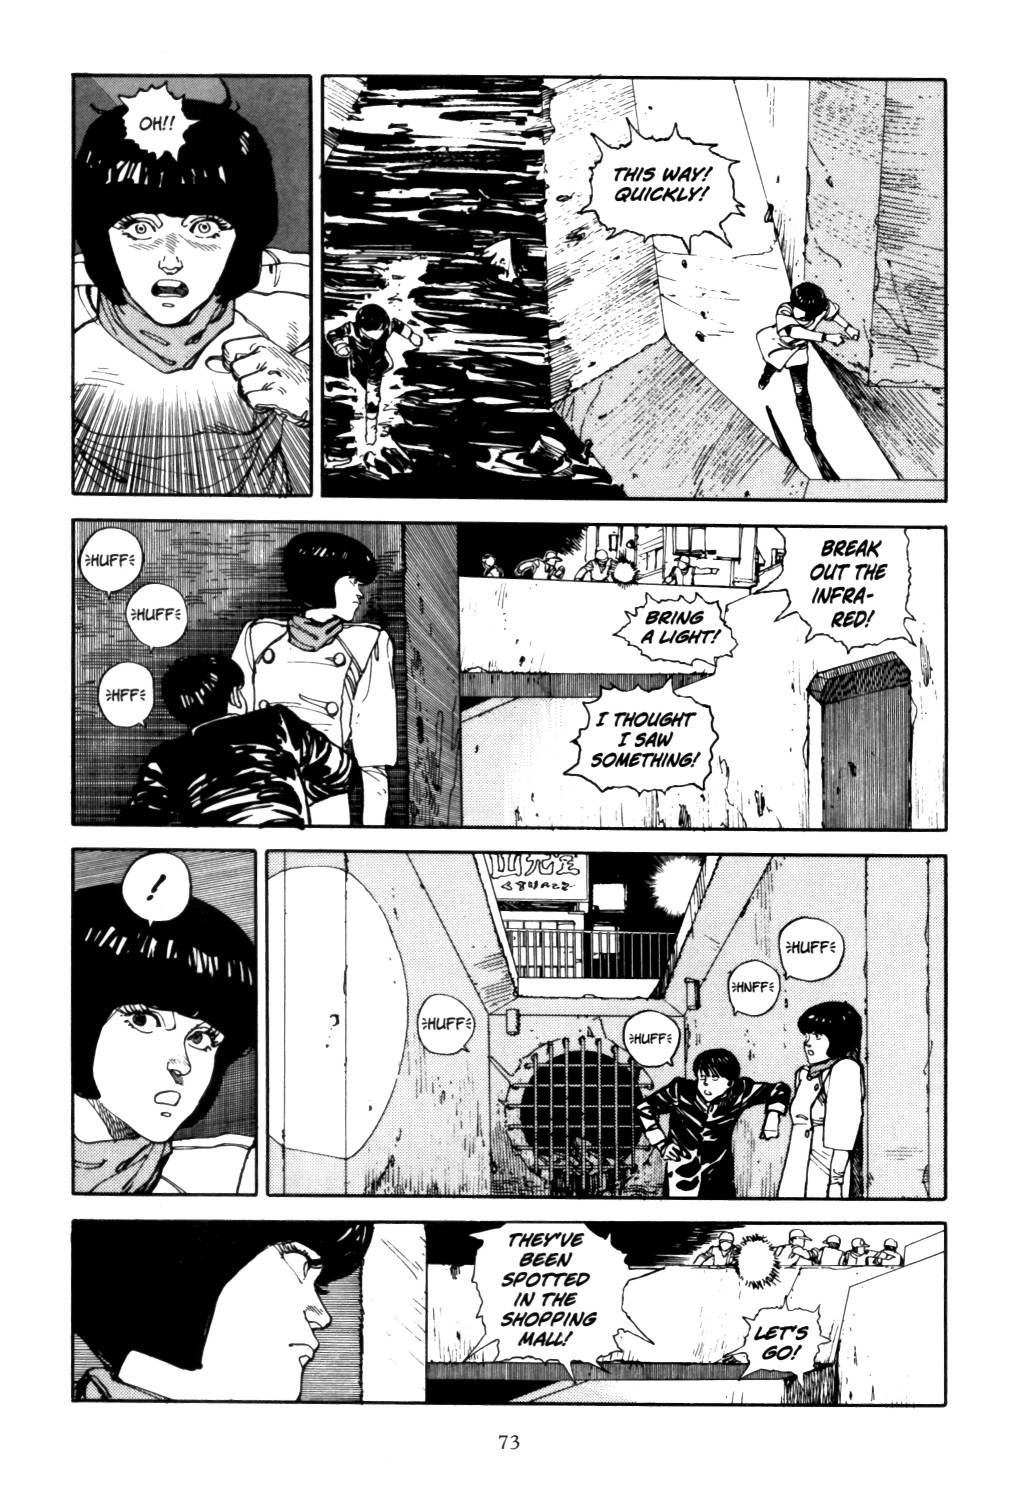 OH!!
THIS WAY!
QUICKLY!
HUFF
HUFF
HFF
BREAK
OUT THE
INFRA-
RED!
BRING
A LIGHT!
I THOUGHT
I SAW
SOMETHING!
!
HUFF
HUFF
HNFF
HUFF
THEY'VE
BEEN
SPOTTED
IN THE
SHOPPING
MALL!
LET'S
GO!
73